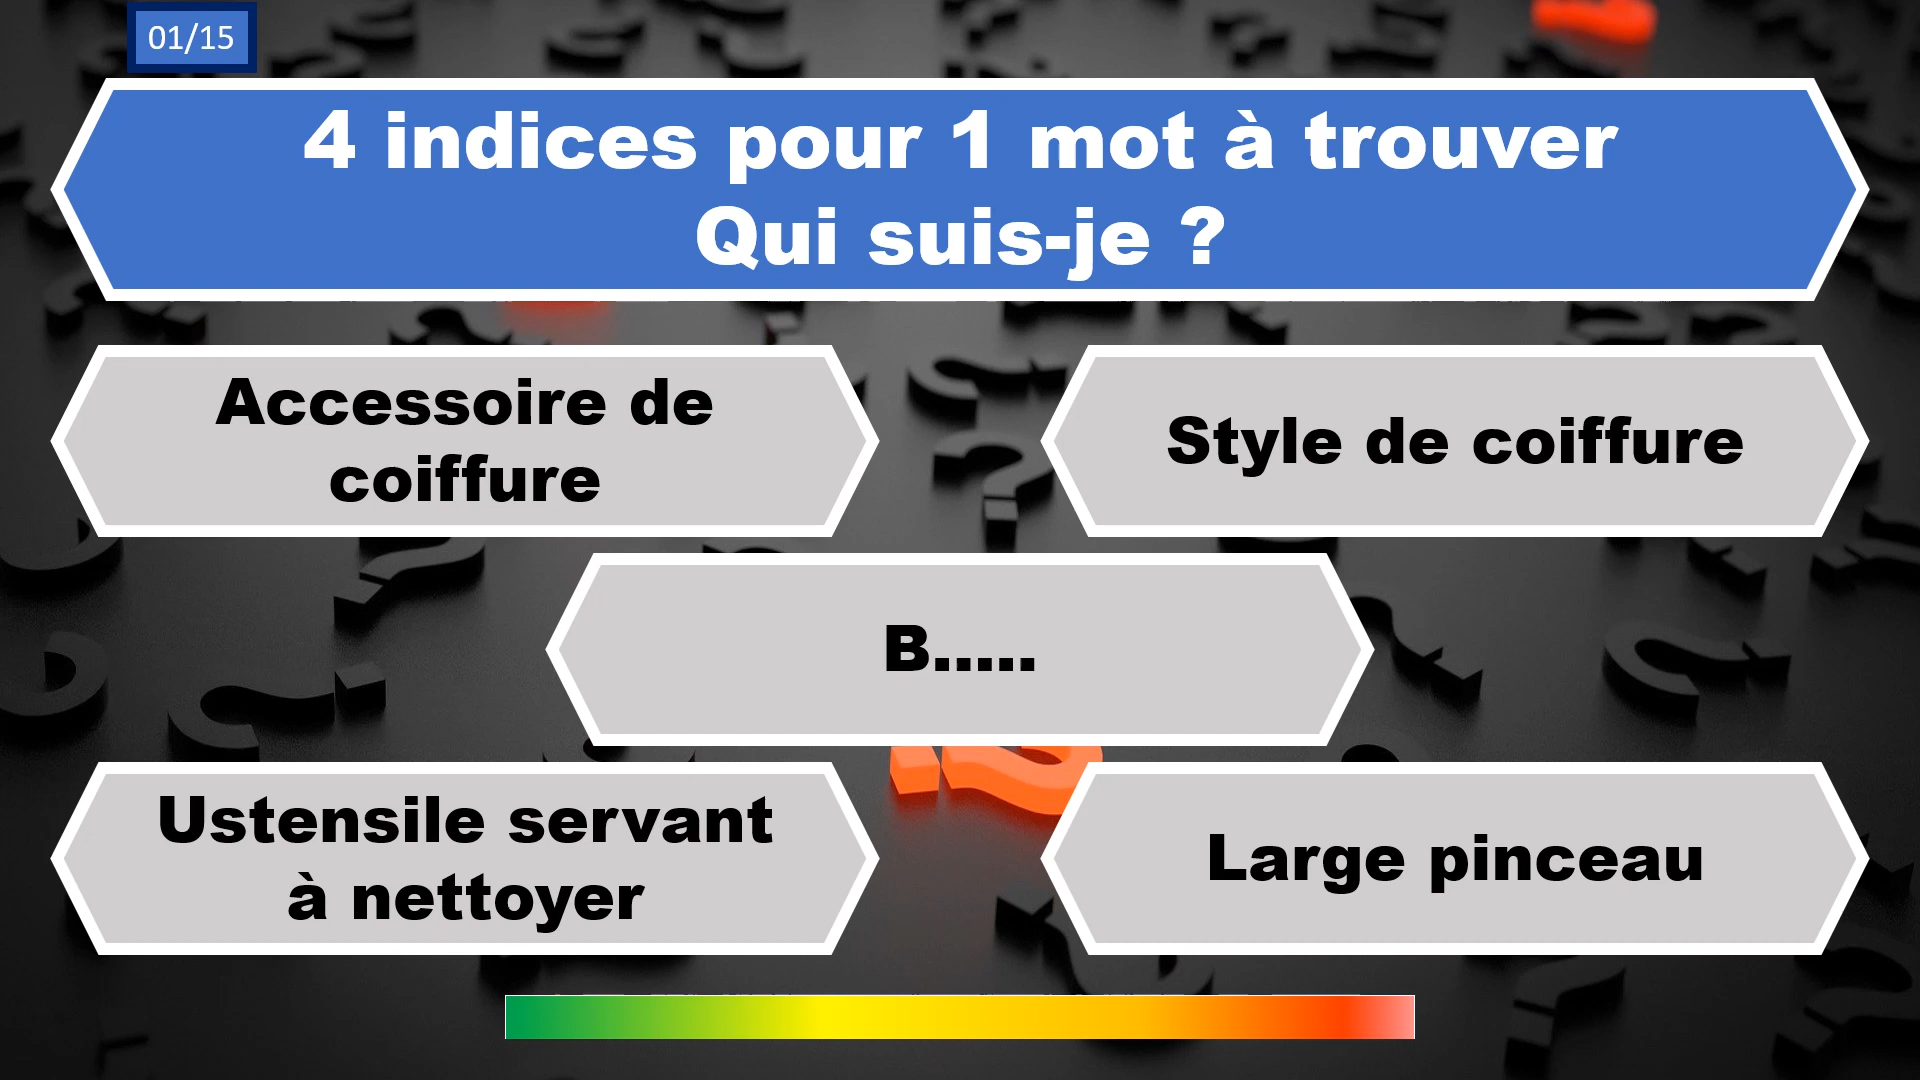 01/15
4 indices pour 1 mot à trouver
Qui suis-je ?
Accessoire de
coiffure
Style de coiffure
B.....
Ustensile servant
à nettoyer
Large pinceau